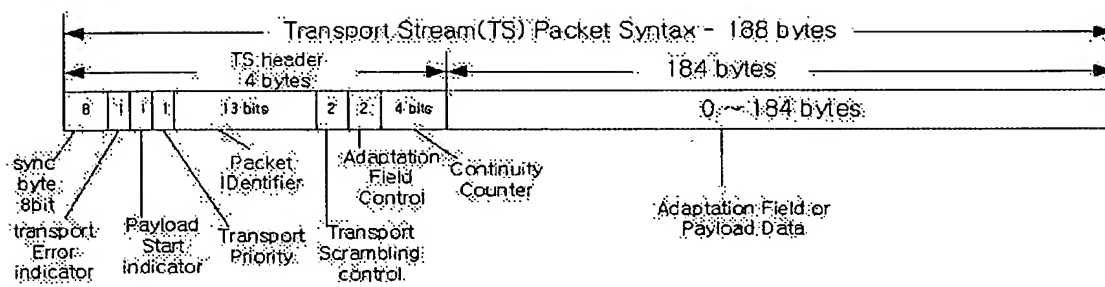 Transport Stream(TS) Packet Syntax - 188 bytes
TS header
4 bytes
184 bytes
8
1
1
1
13 bits
2
2
4 bits
0 ~ 184 bytes
sync
byte
8bit
transport
Error
indicator
Payload
Start
indicator
Transport
Priority
Packet
IDentifier
Transport
Scrambling
control
Adaptation
Field
Control
Continuity
Counter
Adaptation Field or
Payload Data